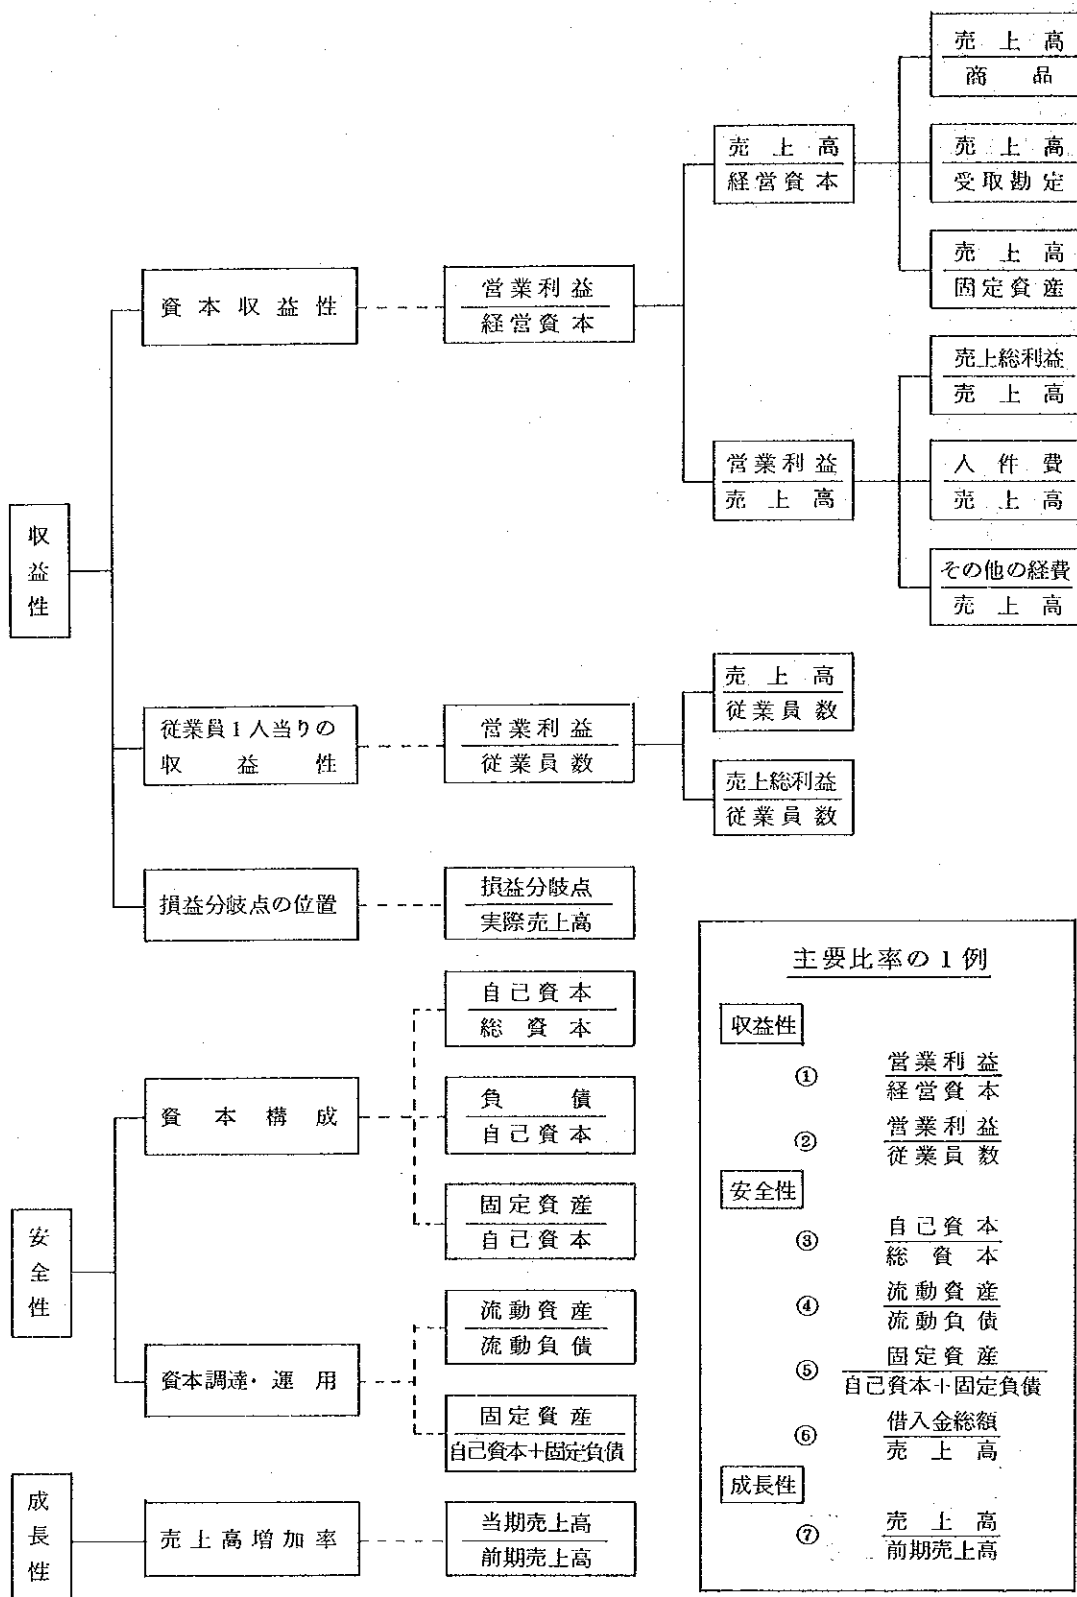 収益性
資本収益性
営業利益
経営資本
売上高
経営資本
売上高
商品
売上高
受取勘定
売上高
固定資産
営業利益
売上高
売上総利益
売上高
人件費
売上高
その他の経費
売上高
従業員1人当りの
収益性
営業利益
従業員数
売上高
従業員数
売上総利益
従業員数
損益分岐点の位置
損益分岐点
実際売上高
安全性
資本構成
自己資本
総資本
負債
自己資本
固定資産
自己資本
資本調達・運用
流動資産
流動負債
固定資産
自己資本+固定負債
成長性
売上高増加率
当期売上高
前期売上高
主要比率の1例
収益性
① 営業利益
経営資本
② 営業利益
従業員数
安全性
③ 自己資本
総資本
④ 流動資産
流動負債
⑤ 固定資産
自己資本+固定負債
⑥ 借入金総額
売上高
成長性
⑦ 売上高
前期売上高